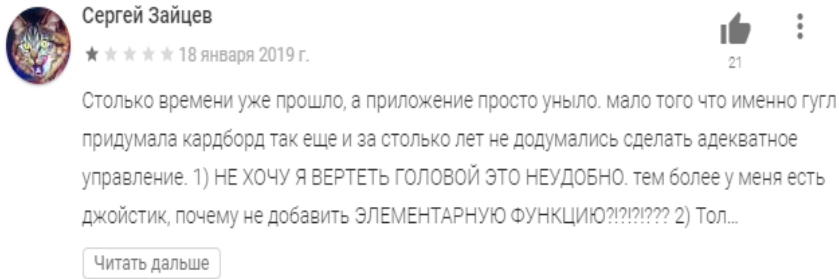 Сергей Зайцев
18 января 2019 г.
21
Столько времени уже прошло, а приложение просто уныло. мало того что именно гугл
придумала кардборд так еще и за столько лет не додумались сделать адекватное
управление. 1) НЕ ХОЧУ Я ВЕРТЕТЬ ГОЛОВОЙ ЭТО НЕУДОБНО. тем более у меня есть
джойстик, почему не добавить ЭЛЕМЕНТАРНУЮ ФУНКЦИЮ?!?!?!??? 2) Тол...
Читать дальше